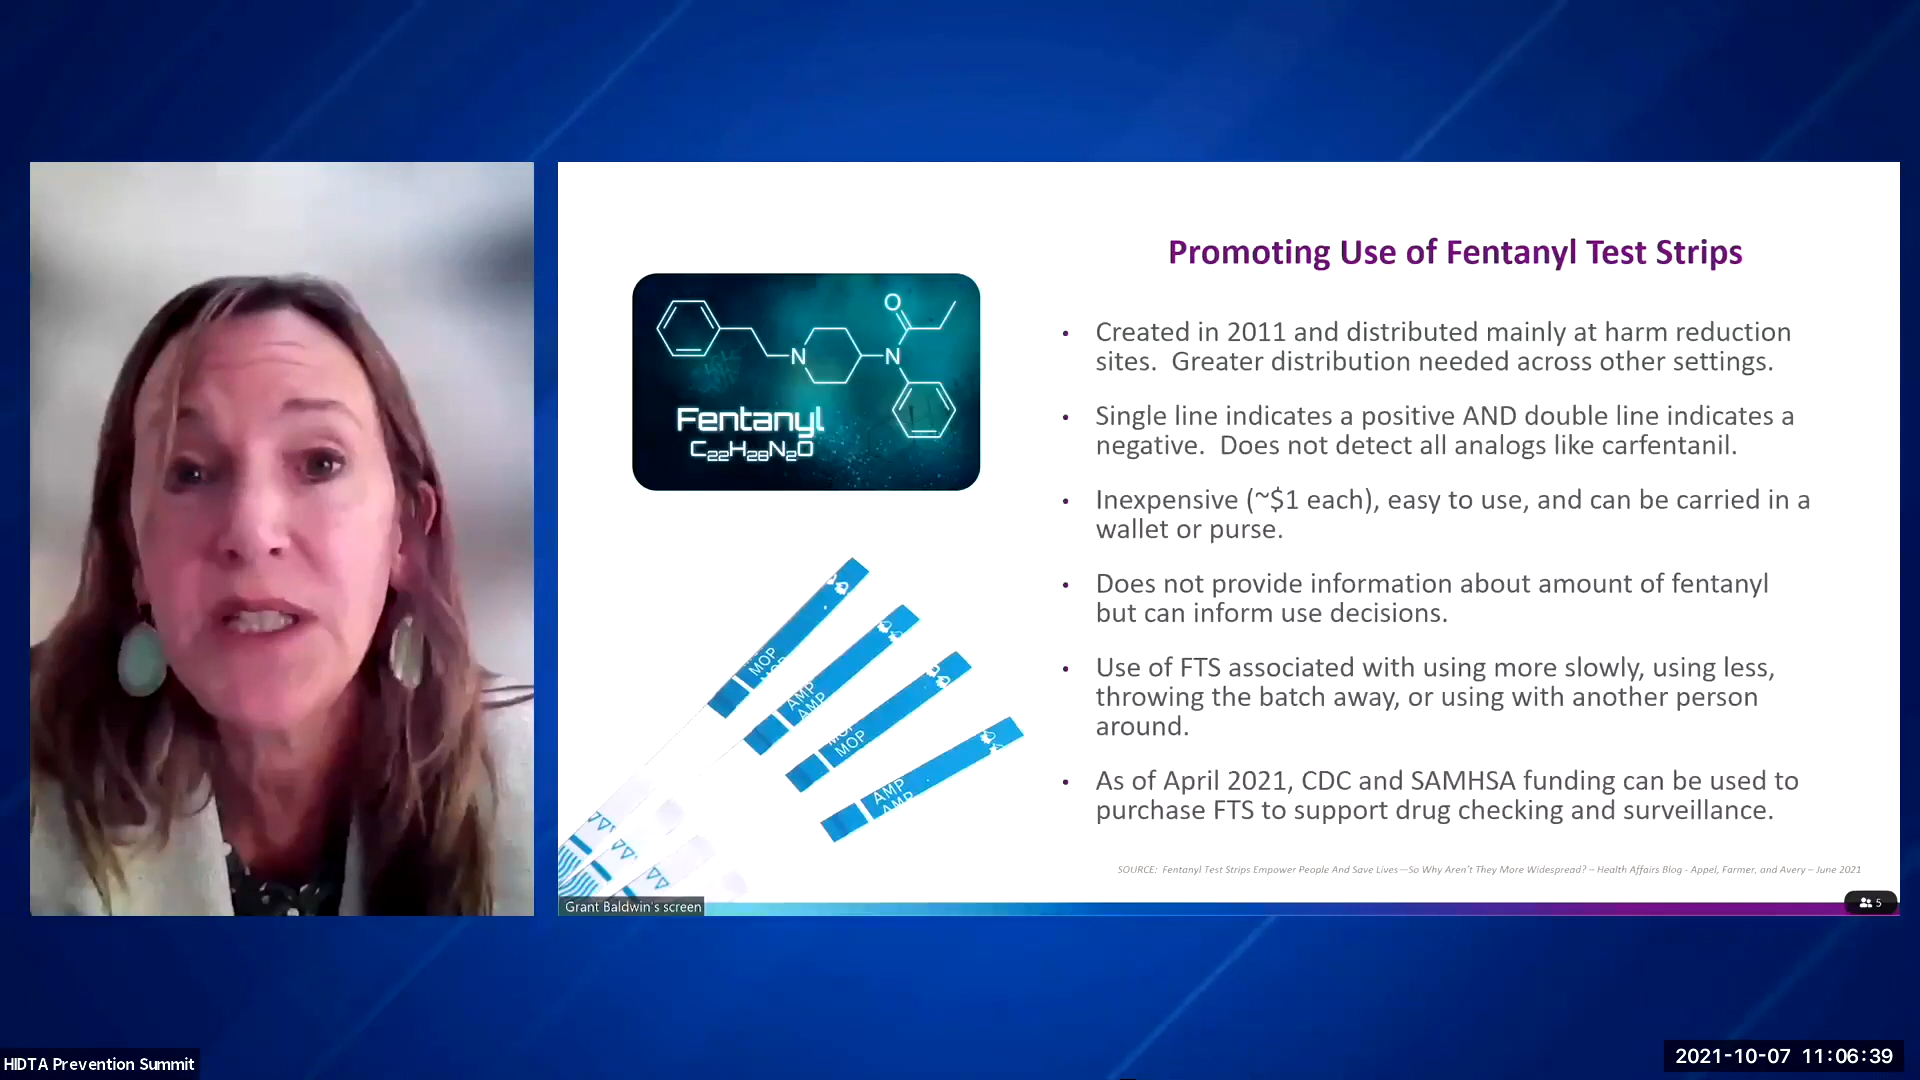 Promoting Use of Fentanyl Test Strips
O
N
N
Fentanyl
C22H28N2O
• Created in 2011 and distributed mainly at harm reduction
sites. Greater distribution needed across other settings.
• Single line indicates a positive AND double line indicates a
negative. Does not detect all analogs like carfentanil.
• Inexpensive (~$1 each), easy to use, and can be carried in a
wallet or purse.
• Does not provide information about amount of fentanyl
but can inform use decisions.
• Use of FTS associated with using more slowly, using less,
throwing the batch away, or using with another person
around.
• As of April 2021, CDC and SAMHSA funding can be used to
purchase FTS to support drug checking and surveillance.
MOP
AMP
AMP
MOP
AMP
SOURCE: Fentanyl Test Strips Empower People And Save Lives—So Why Aren't They More Widespread? – Health Affairs Blog - Appel, Farmer, and Avery – June 2021
Grant Baldwin's screen
5
HIDTA Prevention Summit
2021-10-07 11:06:39